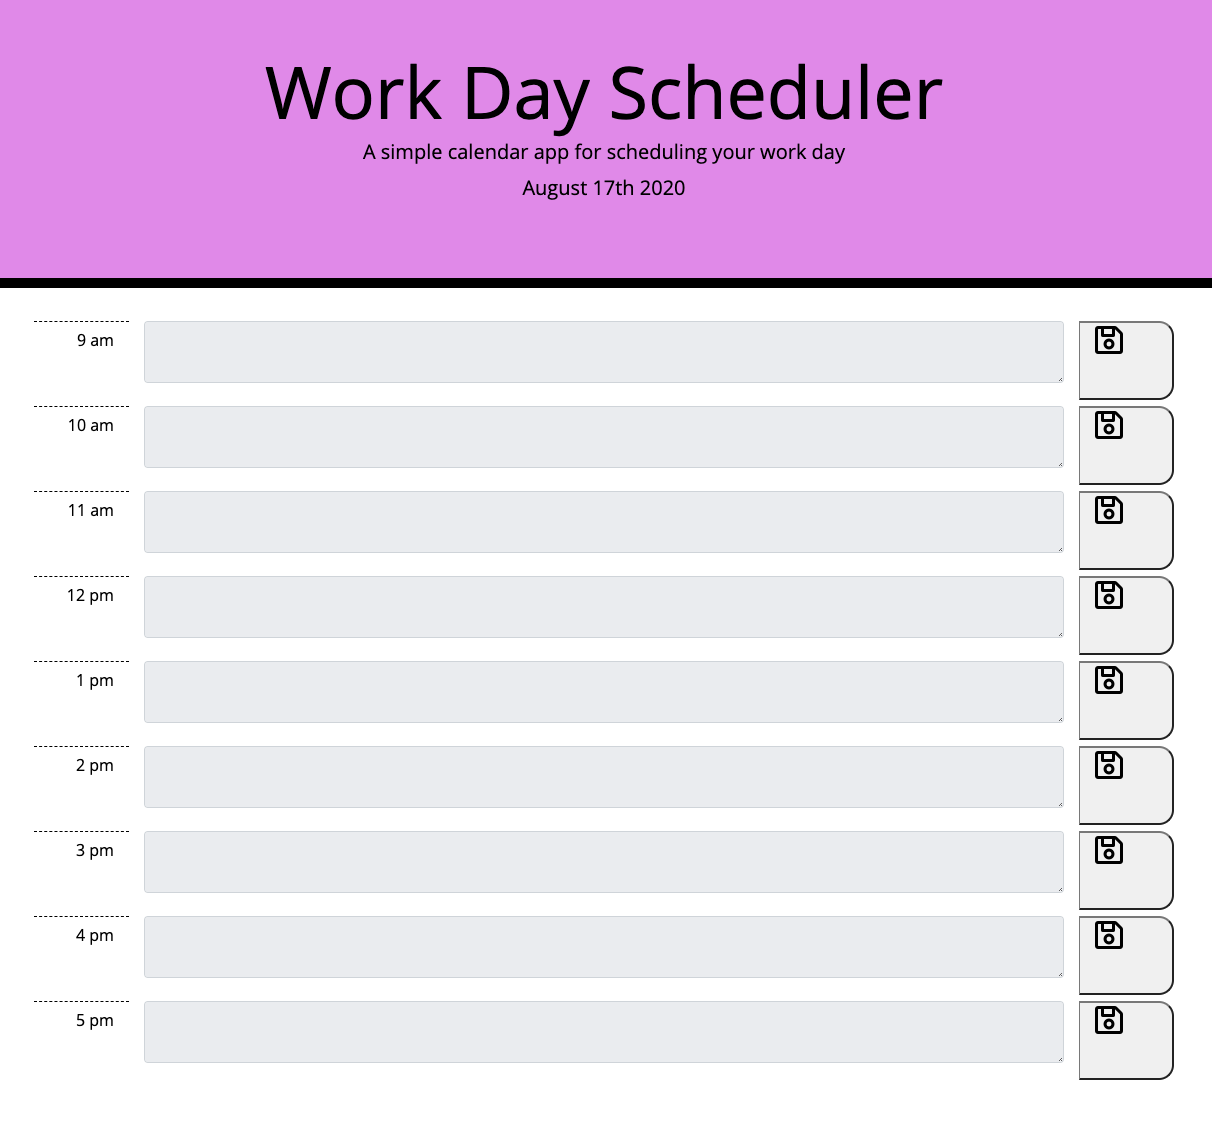 Work Day Scheduler
A simple calendar app for scheduling your work day
August 17th 2020
9 am
10 am
11 am
12 pm
1 pm
2 pm
3 pm
4 pm
5 pm